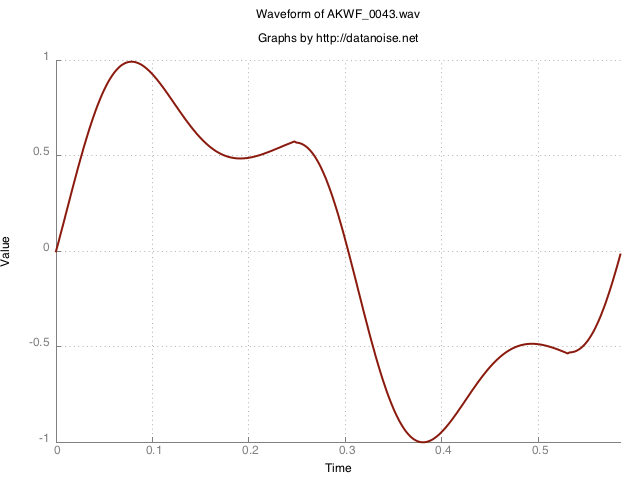 Waveform of AKWF_0043.wav
Graphs by http://datanoise.net
1
0.5
0
-0.5
-1
Value
0 0.1 0.2 0.3 0.4 0.5
Time